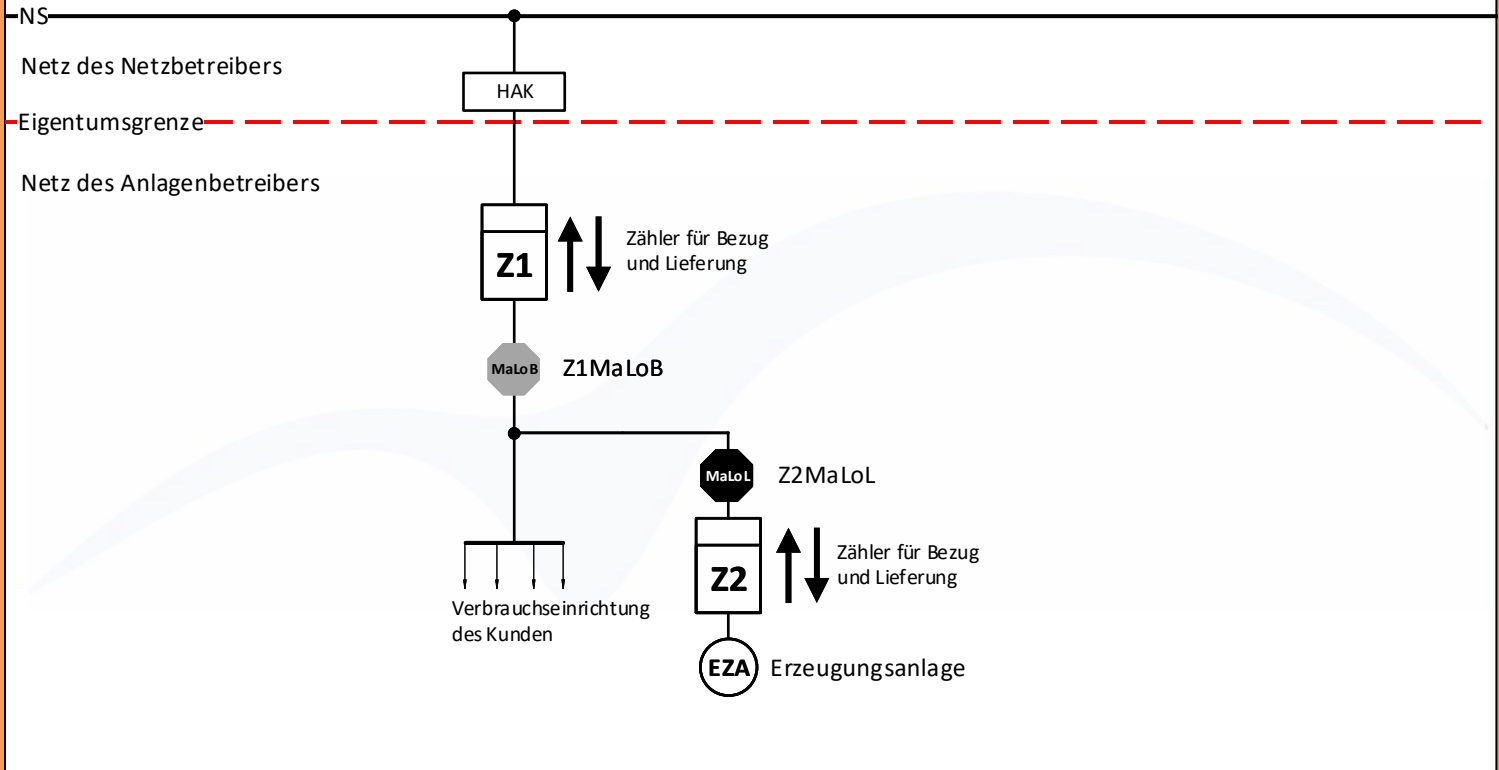 NS
Netz des Netzbetreibers
HAK
Eigentumsgrenze
Netz des Anlagenbetreibers
Z1
Zähler für Bezug
und Lieferung
MaLoB
Z1MaLoB
MaLoL
Z2MaLoL
Z2
Zähler für Bezug
und Lieferung
Verbrauchseinrichtung
des Kunden
EZA
Erzeugungsanlage